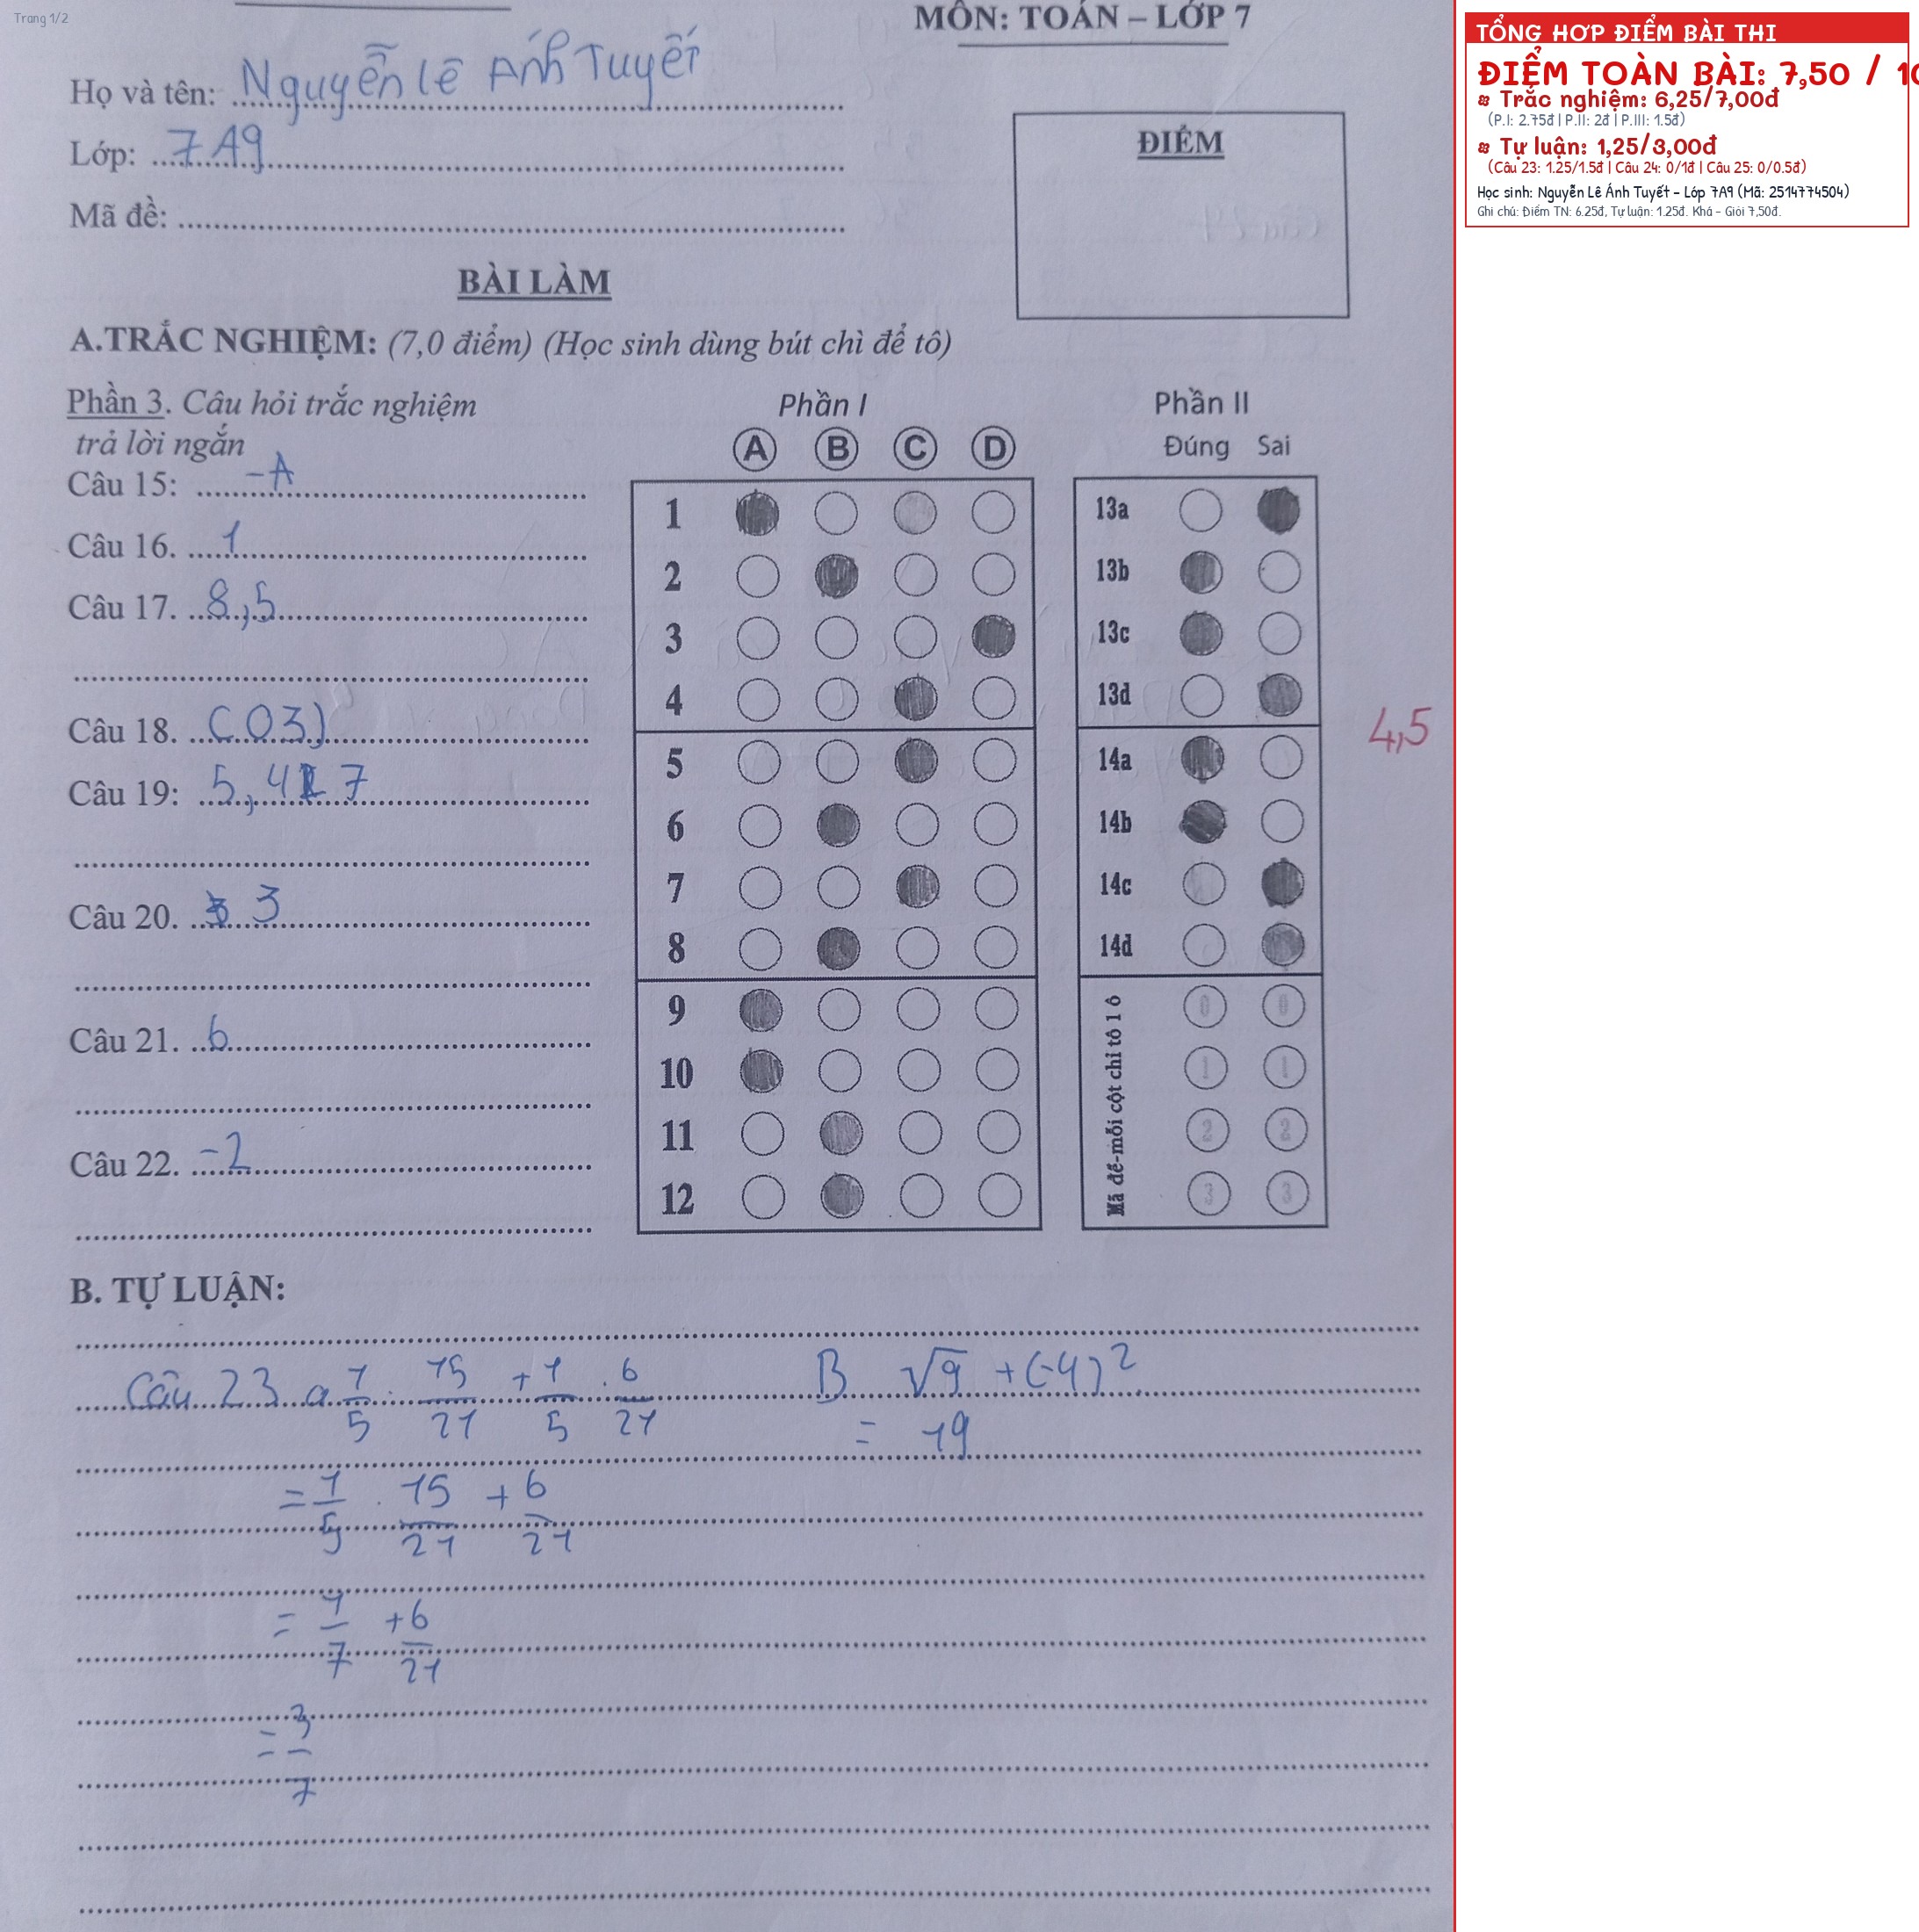 Trang 1/2
MÔN: TOÁN – LỚP 7
Họ và tên: Nguyễn Lê Ánh Tuyết
Lớp: 7A9
Mã đề:
ĐIỂM
BÀI LÀM
A.TRẮC NGHIỆM: (7,0 điểm) (Học sinh dùng bút chì để tô)
Phần 3. Câu hỏi trắc nghiệm
trả lời ngắn
Câu 15: -A
Câu 16. 1
Câu 17. 8,5
Câu 18. (03)
Câu 19: 5,417
Câu 20. 3
Câu 21. 6
Câu 22. -2
Phần I
A B C D
1
2
3
4
5
6
7
8
9
10
11
12
Phần II
Đúng Sai
13a
13b
13c
13d
14a
14b
14c
14d
Mã đề-mỗi cột chỉ tô 1 ô
0 0
1 1
2 2
3 3
4,5
B. TỰ LUẬN:
Câu 23 a 1/5 . 15/21 + 1/5 . 6/21
= 1/5 . 15/21 + 6/21
= 1/7 + 6/21
= 3/7
B √9 + (-4)²
= 19
TỔNG HỢP ĐIỂM BÀI THI
ĐIỂM TOÀN BÀI: 7,50 / 10
Trắc nghiệm: 6,25/7,00đ
(P.I: 2.75đ | P.II: 2đ | P.III: 1.5đ)
Tự luận: 1,25/3,00đ
(Câu 23: 1.25/1.5đ | Câu 24: 0/1đ | Câu 25: 0/0.5đ)
Học sinh: Nguyễn Lê Ánh Tuyết - Lớp 7A9 (Mã: 2514774504)
Ghi chú: Điểm TN: 6.25đ, Tự luận: 1.25đ. Khá - Giỏi 7,50đ.